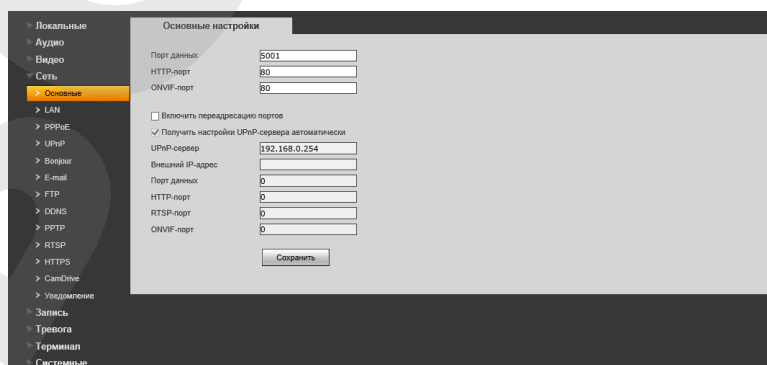 Локальные
Аудио
Видео
Сеть
Основные
LAN
PPPoE
UPnP
Bonjour
E-mail
FTP
DDNS
PPTP
RTSP
HTTPS
CamDrive
Уведомление
Запись
Тревога
Терминал
Системные
Основные настройки
Порт данных 5001
HTTP-порт 80
ONVIF-порт 80
Включить переадресацию портов
Получить настройки UPnP-сервера автоматически
UPnP-сервер 192.168.0.254
Внешний IP-адрес
Порт данных 0
HTTP-порт 0
RTSP-порт 0
ONVIF-порт 0
Сохранить